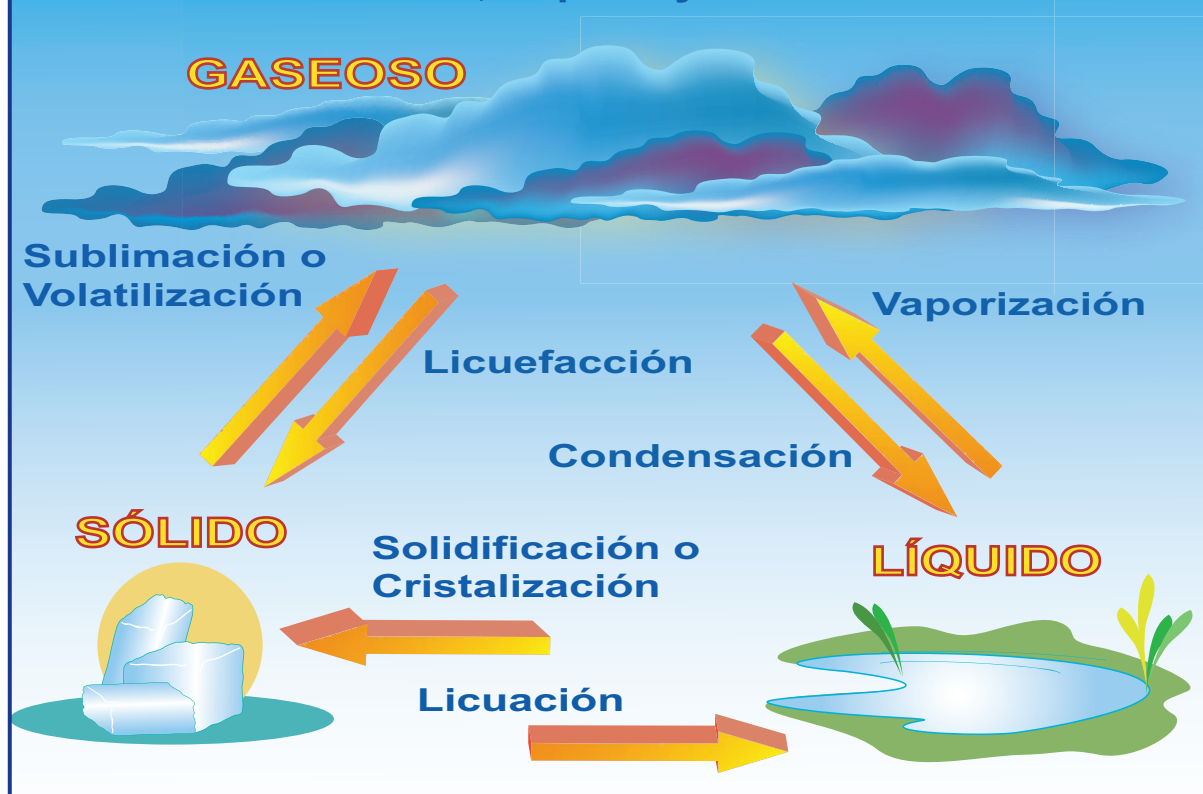 GASEOSO
Sublimación o
Volatilización
Vaporización
Licuefacción
Condensación
SÓLIDO
Solidificación o
Cristalización
LÍQUIDO
Licuación